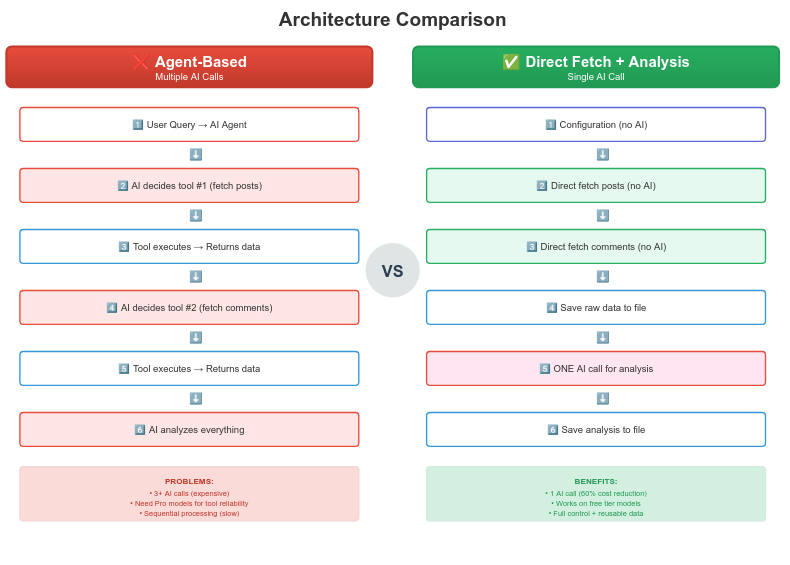 Architecture Comparison
❌ Agent-Based
Multiple AI Calls
1️⃣ User Query → AI Agent
⬇️
2️⃣ AI decides tool #1 (fetch posts)
⬇️
3️⃣ Tool executes → Returns data
⬇️
4️⃣ AI decides tool #2 (fetch comments)
⬇️
5️⃣ Tool executes → Returns data
⬇️
6️⃣ AI analyzes everything
PROBLEMS:
• 3+ AI calls (expensive)
• Need Pro models for tool reliability
• Sequential processing (slow)
VS
✅ Direct Fetch + Analysis
Single AI Call
1️⃣ Configuration (no AI)
⬇️
2️⃣ Direct fetch posts (no AI)
⬇️
3️⃣ Direct fetch comments (no AI)
⬇️
4️⃣ Save raw data to file
⬇️
5️⃣ ONE AI call for analysis
⬇️
6️⃣ Save analysis to file
BENEFITS:
• 1 AI call (60% cost reduction)
• Works on free tier models
• Full control + reusable data